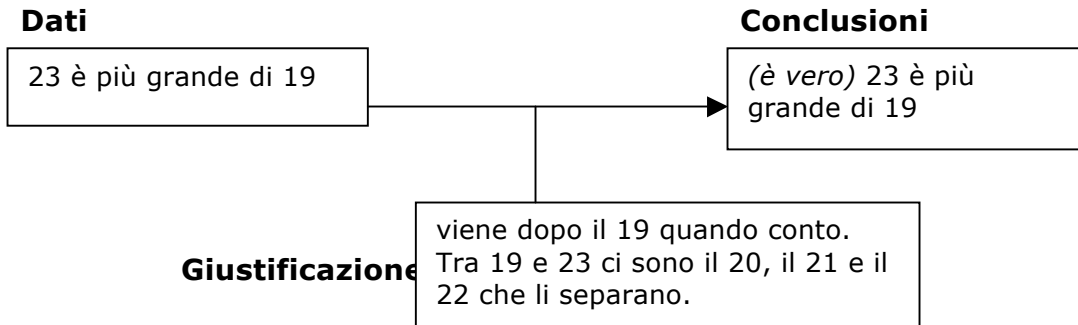 Dati
Conclusioni
23 è più grande di 19
(è vero) 23 è più
grande di 19
viene dopo il 19 quando conto.
Tra 19 e 23 ci sono il 20, il 21 e il
22 che li separano.
Giustificazione